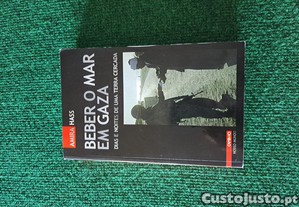 AMIRA HASS
BEBER O MAR
EM GAZA
DIAS E NOITES DE UMA TERRA CERCADA
CustoJusto.pt